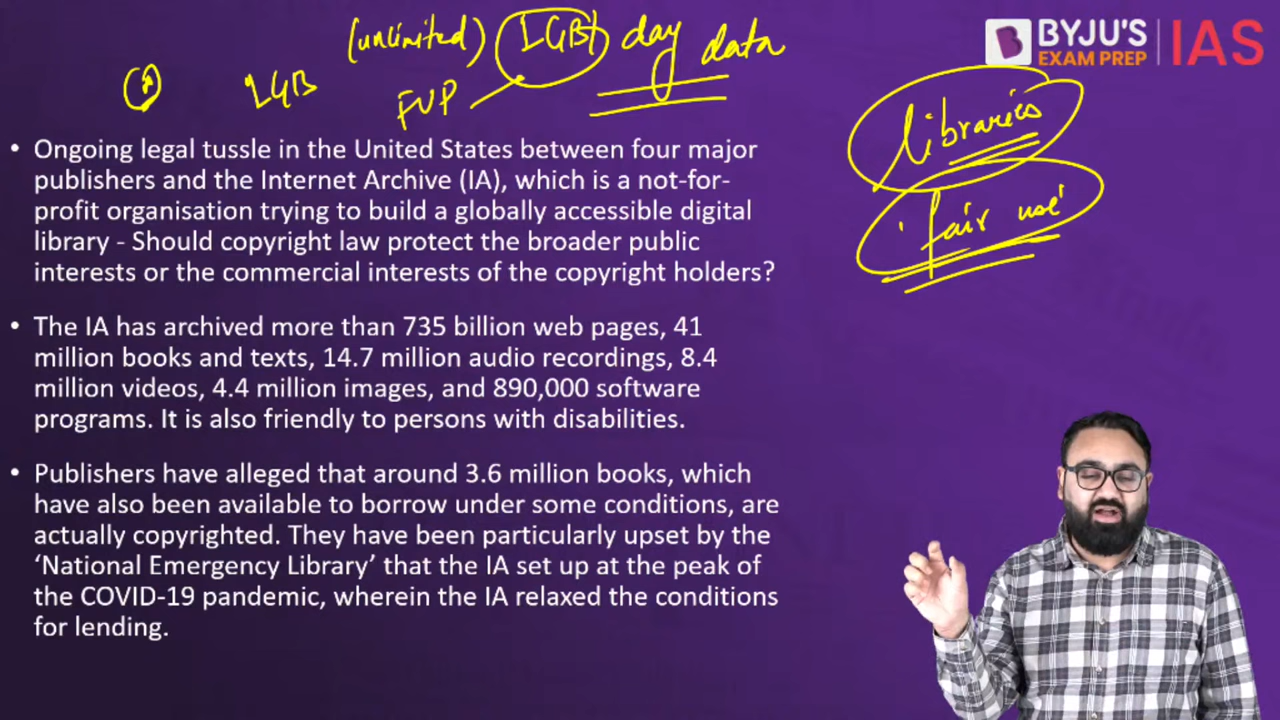 (unlimited) 1GB/ day data
1GB
FUP
BYJU'S
EXAM PREP
IAS
libraries
'fair use'
• Ongoing legal tussle in the United States between four major
publishers and the Internet Archive (IA), which is a not-for-
profit organisation trying to build a globally accessible digital
library - Should copyright law protect the broader public
interests or the commercial interests of the copyright holders?
• The IA has archived more than 735 billion web pages, 41
million books and texts, 14.7 million audio recordings, 8.4
million videos, 4.4 million images, and 890,000 software
programs. It is also friendly to persons with disabilities.
• Publishers have alleged that around 3.6 million books, which
have also been available to borrow under some conditions, are
actually copyrighted. They have been particularly upset by the
‘National Emergency Library’ that the IA set up at the peak of
the COVID-19 pandemic, wherein the IA relaxed the conditions
for lending.